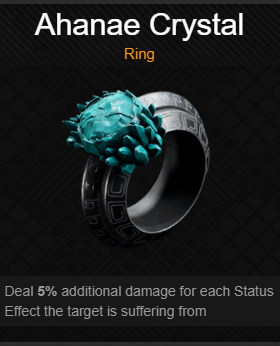 Ahanae Crystal
Ring
Deal 5% additional damage for each Status
Effect the target is suffering from